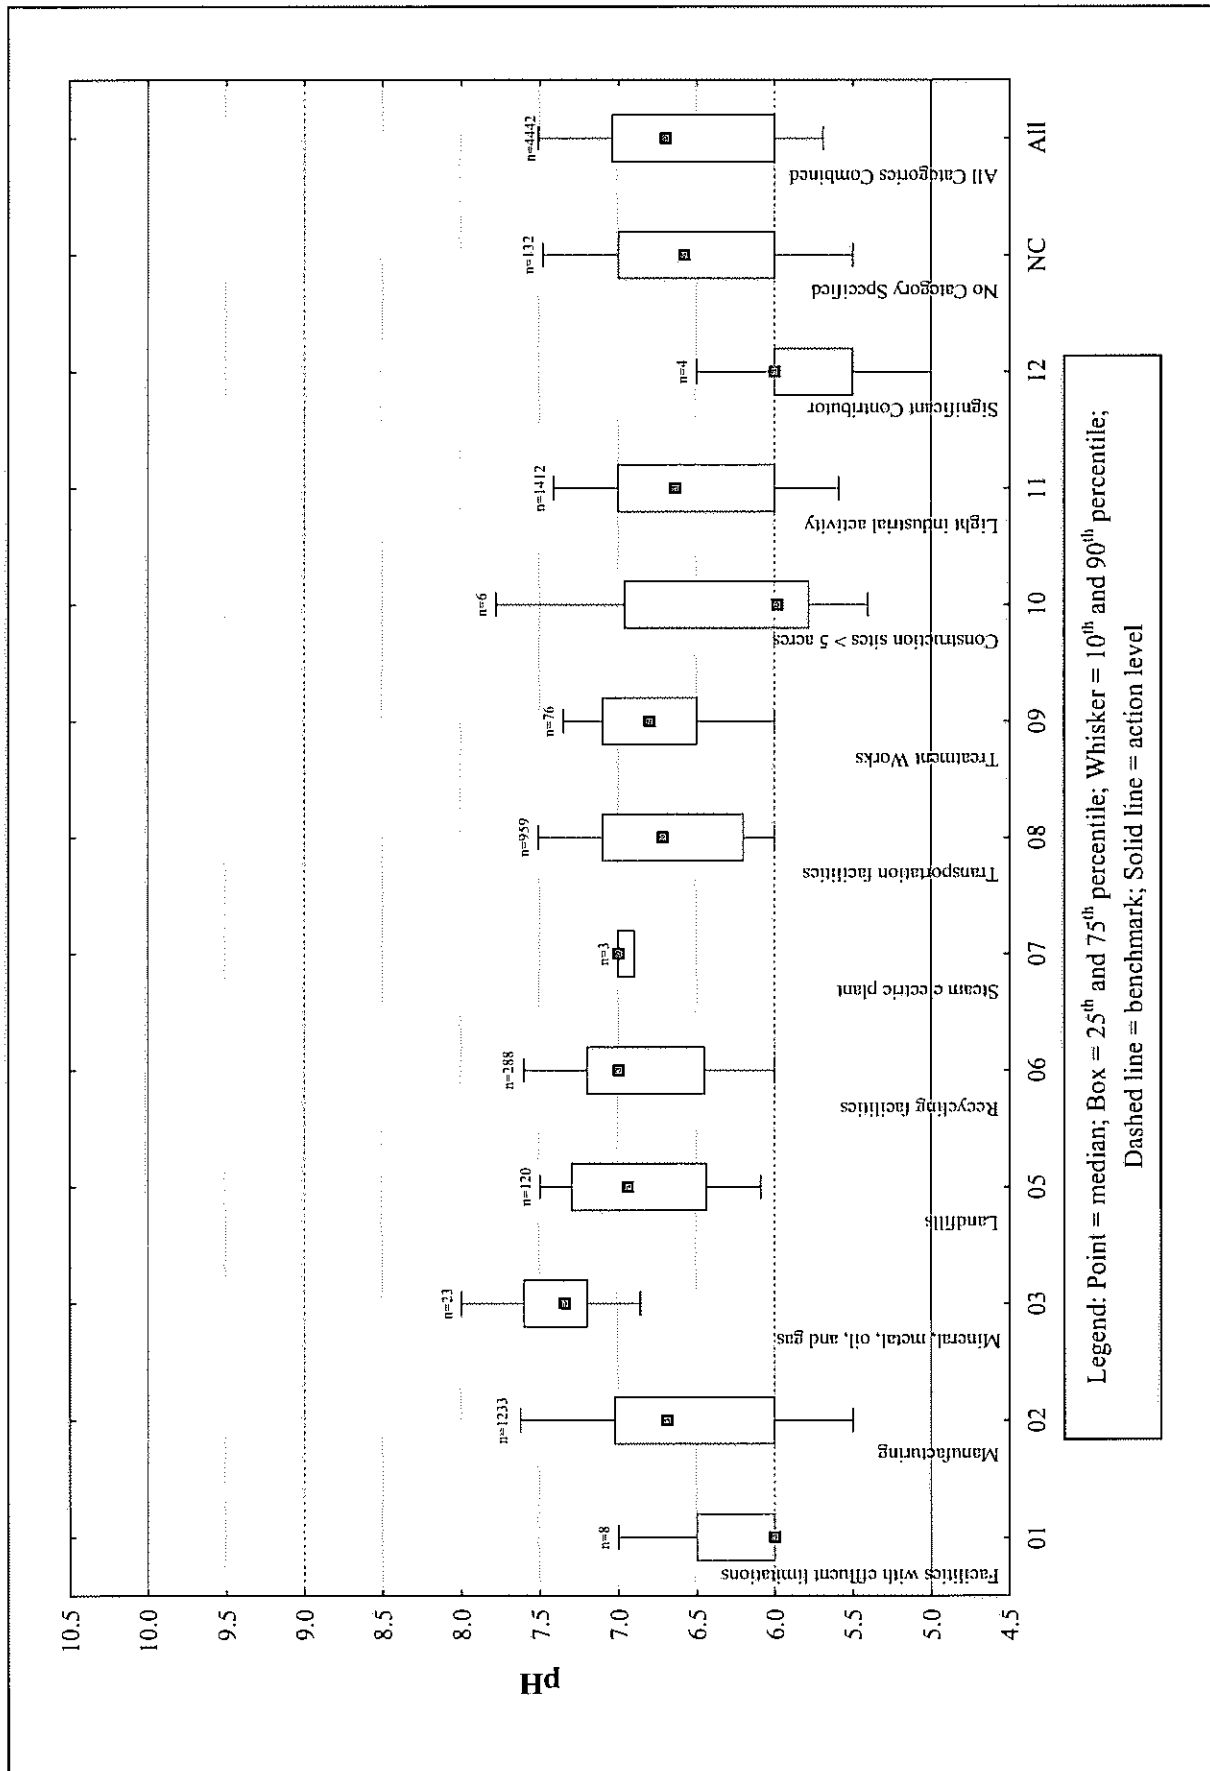 10.5
10.0
9.5
9.0
8.5
8.0
7.5
7.0
6.5
6.0
5.5
5.0
4.5
pH
n=8
n=1233
n=23
n=120
n=288
n=3
n=959
n=76
n=6
n=1412
n=4
n=132
n=4442
Facilities with effluent limitations
Manufacturing
Mineral, metal, oil, and gas
Landfills
Recycling facilities
Steam e ectric plant
Transportation facilities
Treatment Works
Construction sites > 5 acres
Light industrial activity
Significant Contributor
No Category Specified
All Categories Combined
01
02
03
05
06
07
08
09
10
11
12
NC
All
Legend: Point = median; Box = 25th and 75th percentile; Whisker = 10th and 90th percentile;
Dashed line = benchmark; Solid line = action level